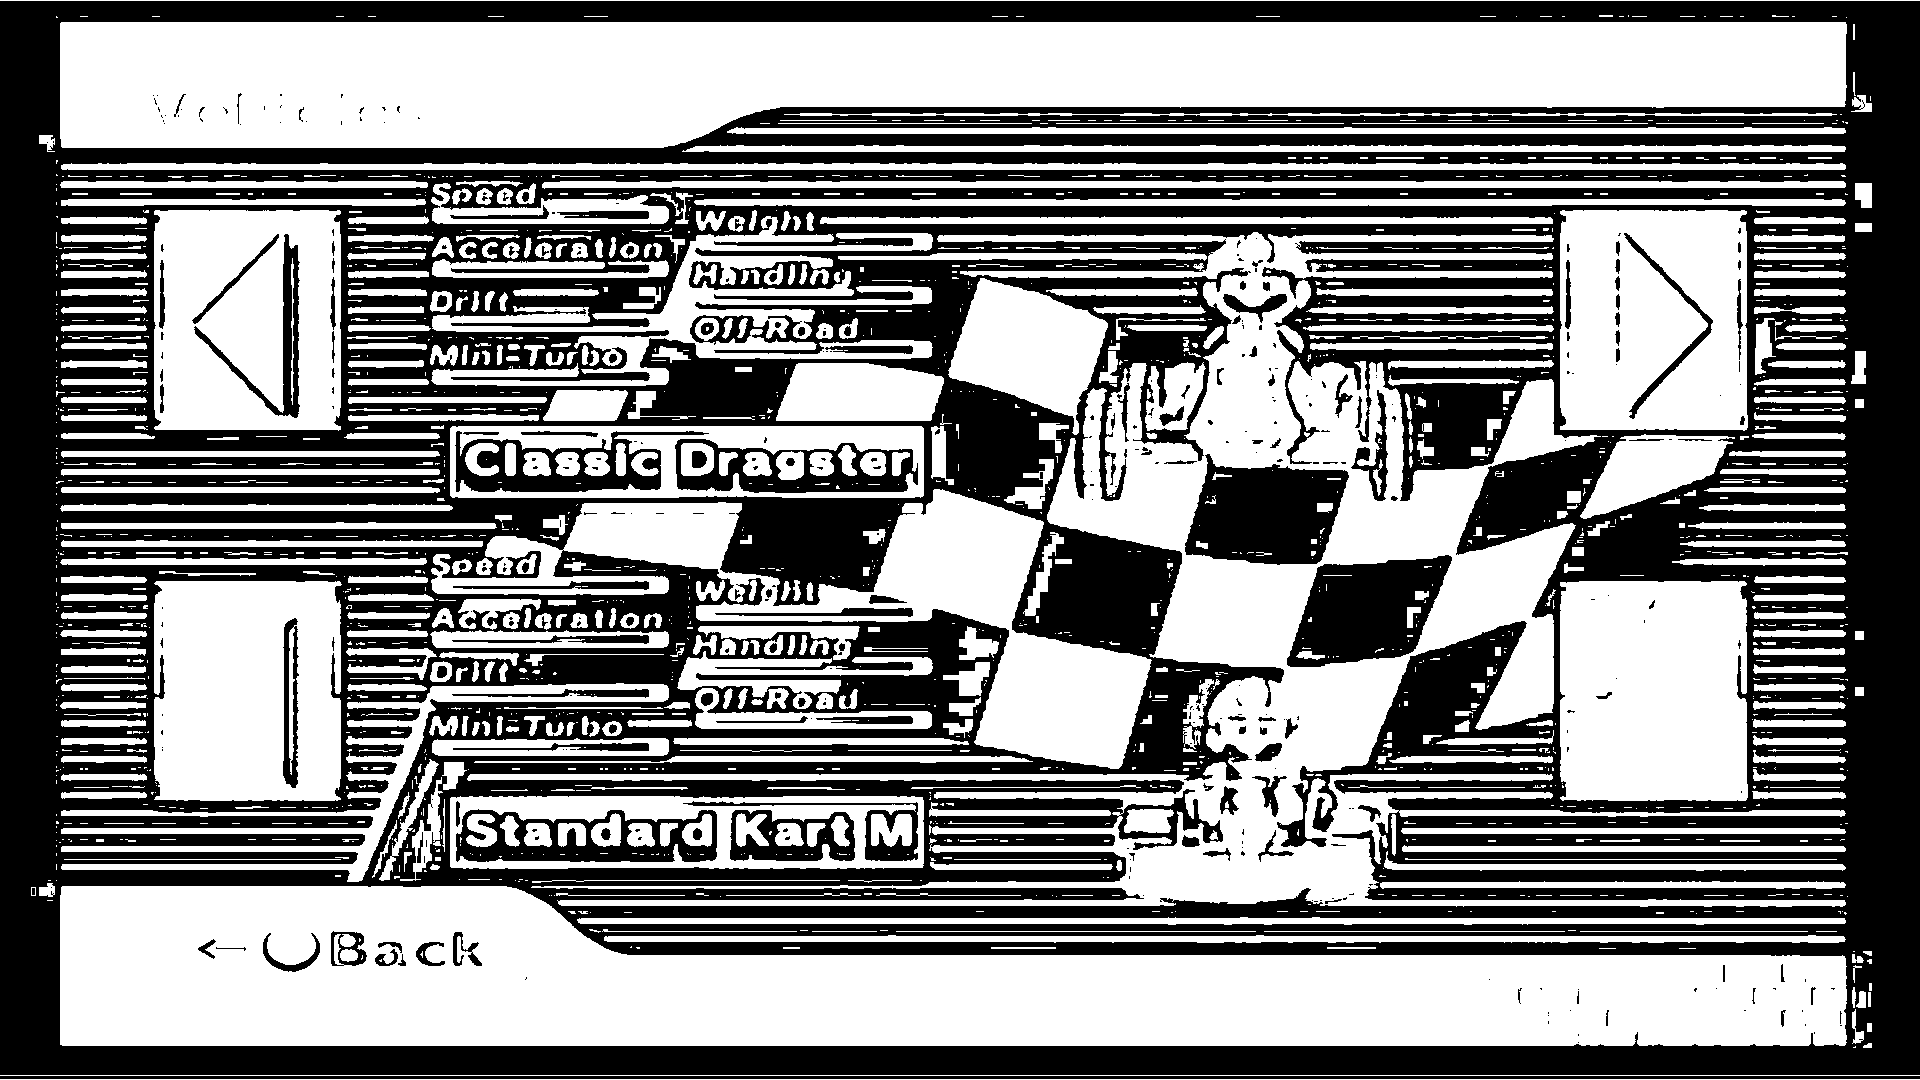 Vehicles
Speed
Weight
Acceleration
Handling
Drift
Off-Road
Mini-Turbo
Classic Dragster
Speed
Weight
Acceleration
Handling
Drift
Off-Road
Mini-Turbo
Standard Kart M
Back